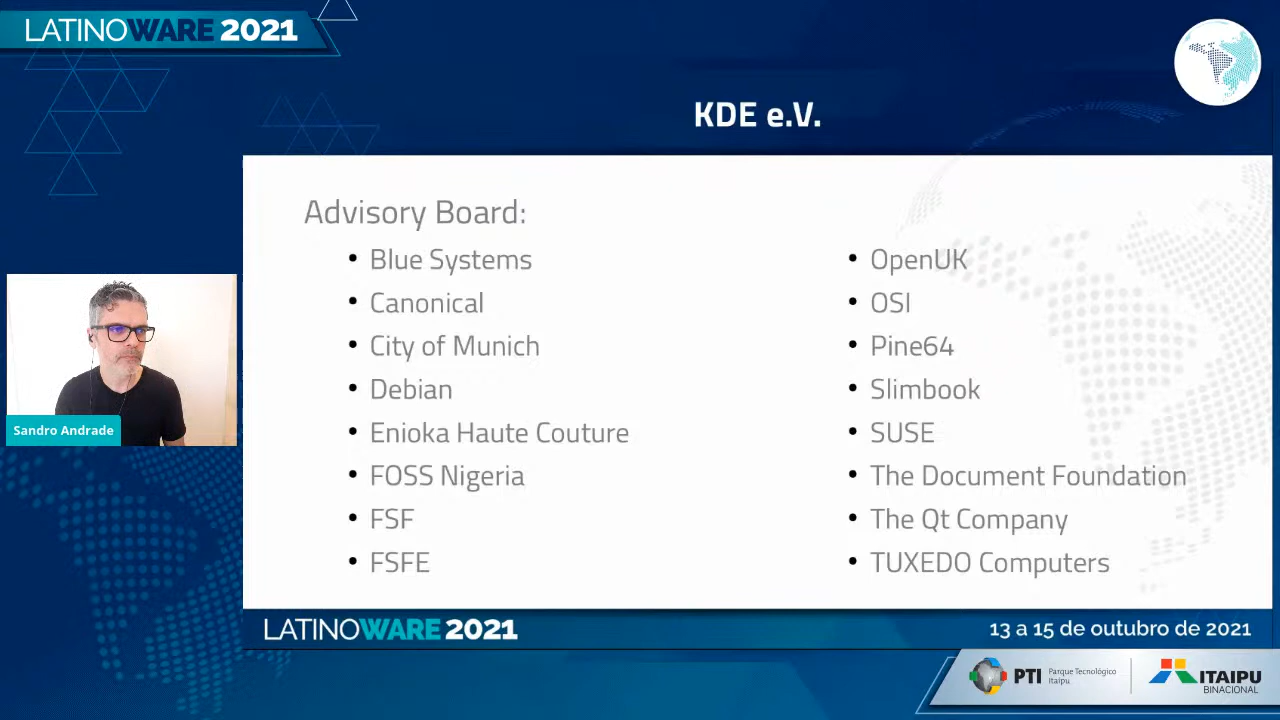 LATINOWARE 2021
KDE e.V.
Advisory Board:
• Blue Systems
• Canonical
• City of Munich
• Debian
• Enioka Haute Couture
• FOSS Nigeria
• FSF
• FSFE
• OpenUK
• OSI
• Pine64
• Slimbook
• SUSE
• The Document Foundation
• The Qt Company
• TUXEDO Computers
Sandro Andrade
LATINOWARE 2021
13 a 15 de outubro de 2021
PTI
Parque Tecnológico
Itaipu
ITAIPU
BINACIONAL